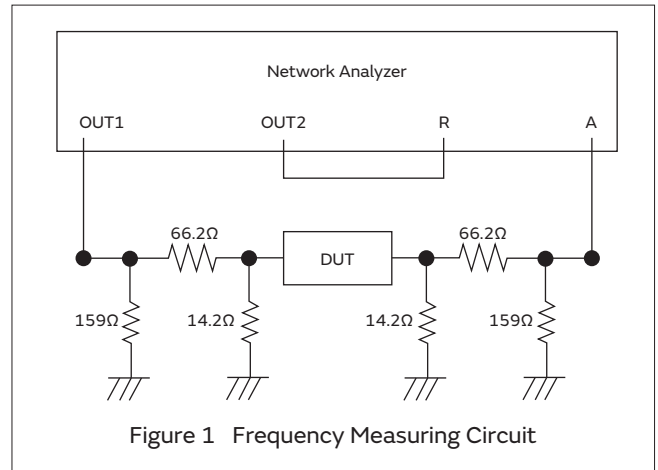 Network Analyzer
OUT1 OUT2 R A
66.2Ω 66.2Ω
DUT
159Ω 14.2Ω 14.2Ω 159Ω
Figure 1 Frequency Measuring Circuit